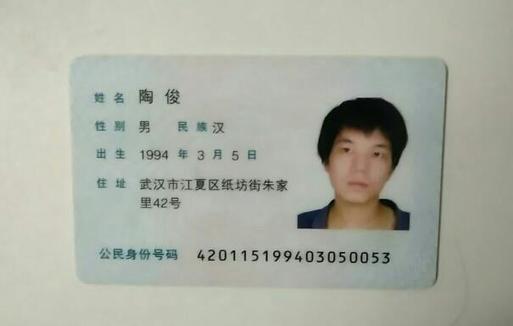 姓名 陶俊
性别 男 民族 汉
出生 1994 年 3 月 5 日
住址 武汉市江夏区纸坊街朱家
里42号
公民身份号码 420115199403050053